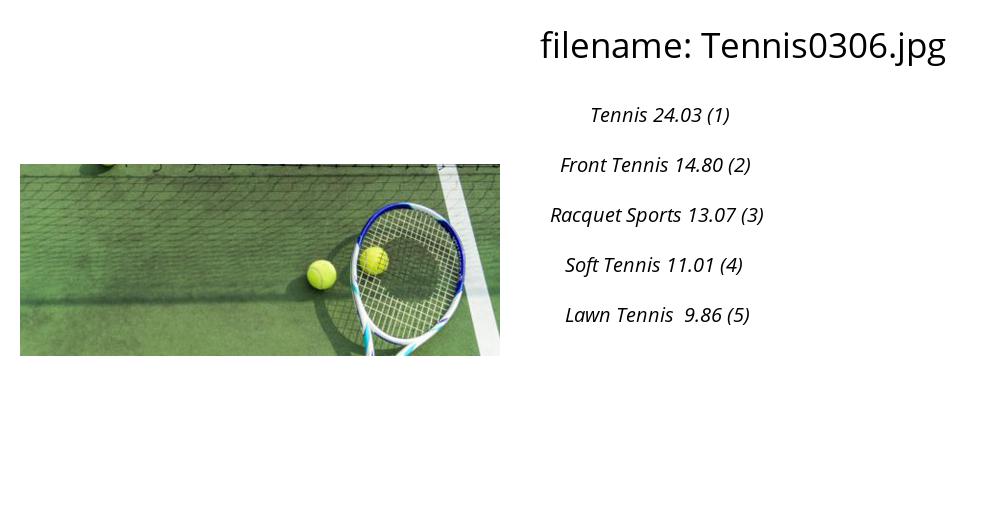 filename: Tennis0306.jpg
Tennis 24.03 (1)
Front Tennis 14.80 (2)
Racquet Sports 13.07 (3)
Soft Tennis 11.01 (4)
Lawn Tennis  9.86 (5)